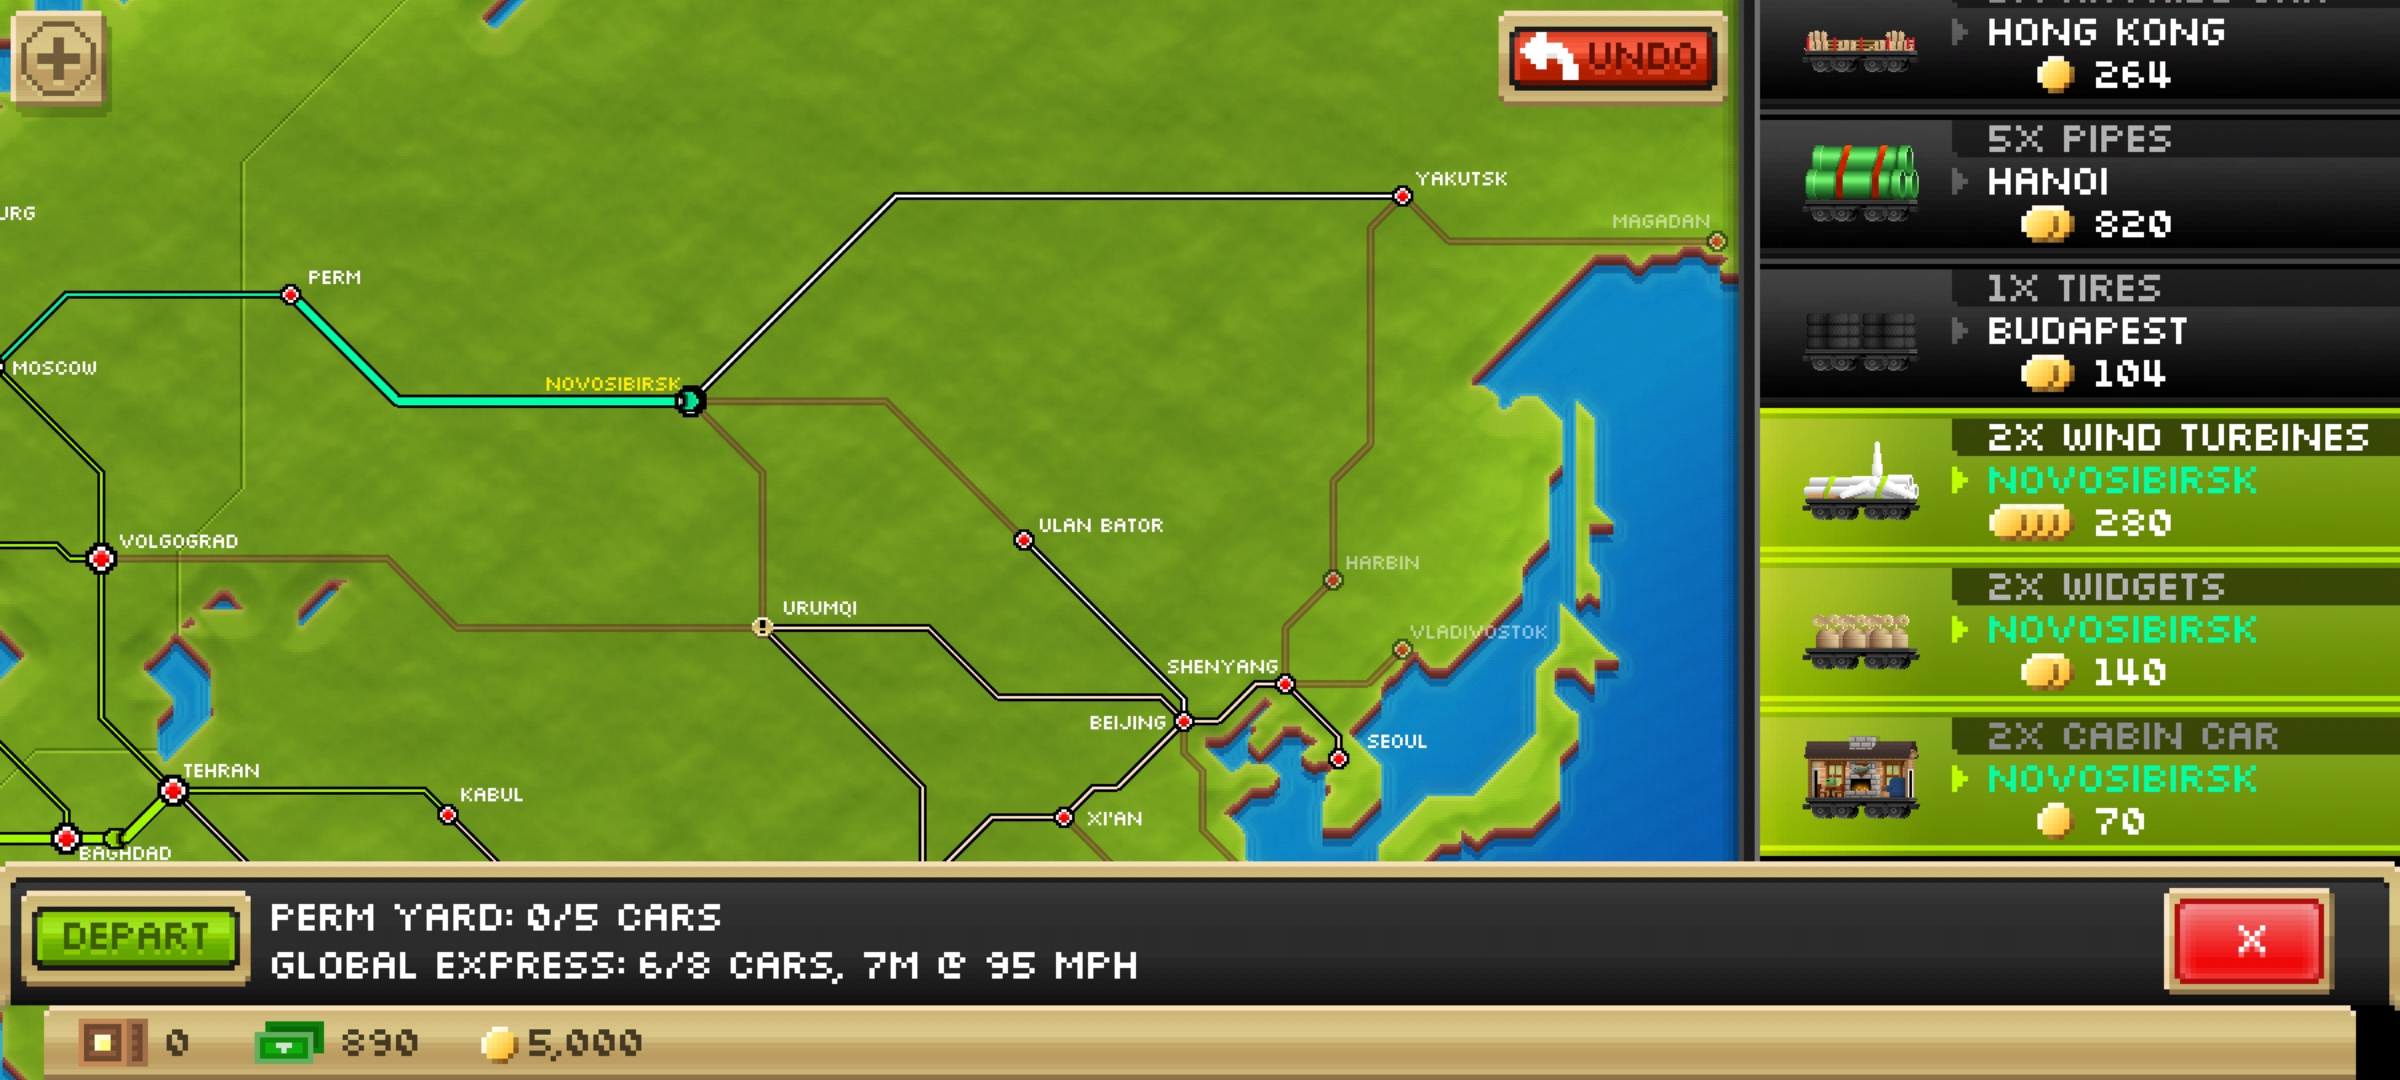 UNDO
YAKUTSK
MAGADAN
URG
PERM
NOVOSIBIRSK
MOSCOW
ULAN BATOR
VOLGOGRAD
HARBIN
URUMQI
VLADIVOSTOK
SHENYANG
BEIJING
SEOUL
TEHRAN
KABUL
XI'AN
BAGHDAD
HONG KONG
264
5X PIPES
HANOI
820
1X TIRES
BUDAPEST
104
2X WIND TURBINES
NOVOSIBIRSK
280
2X WIDGETS
NOVOSIBIRSK
140
2X CABIN CAR
NOVOSIBIRSK
70
DEPART
PERM YARD: 0/5 CARS
GLOBAL EXPRESS: 6/8 CARS, 7M @ 95 MPH
X
0
890
5,000